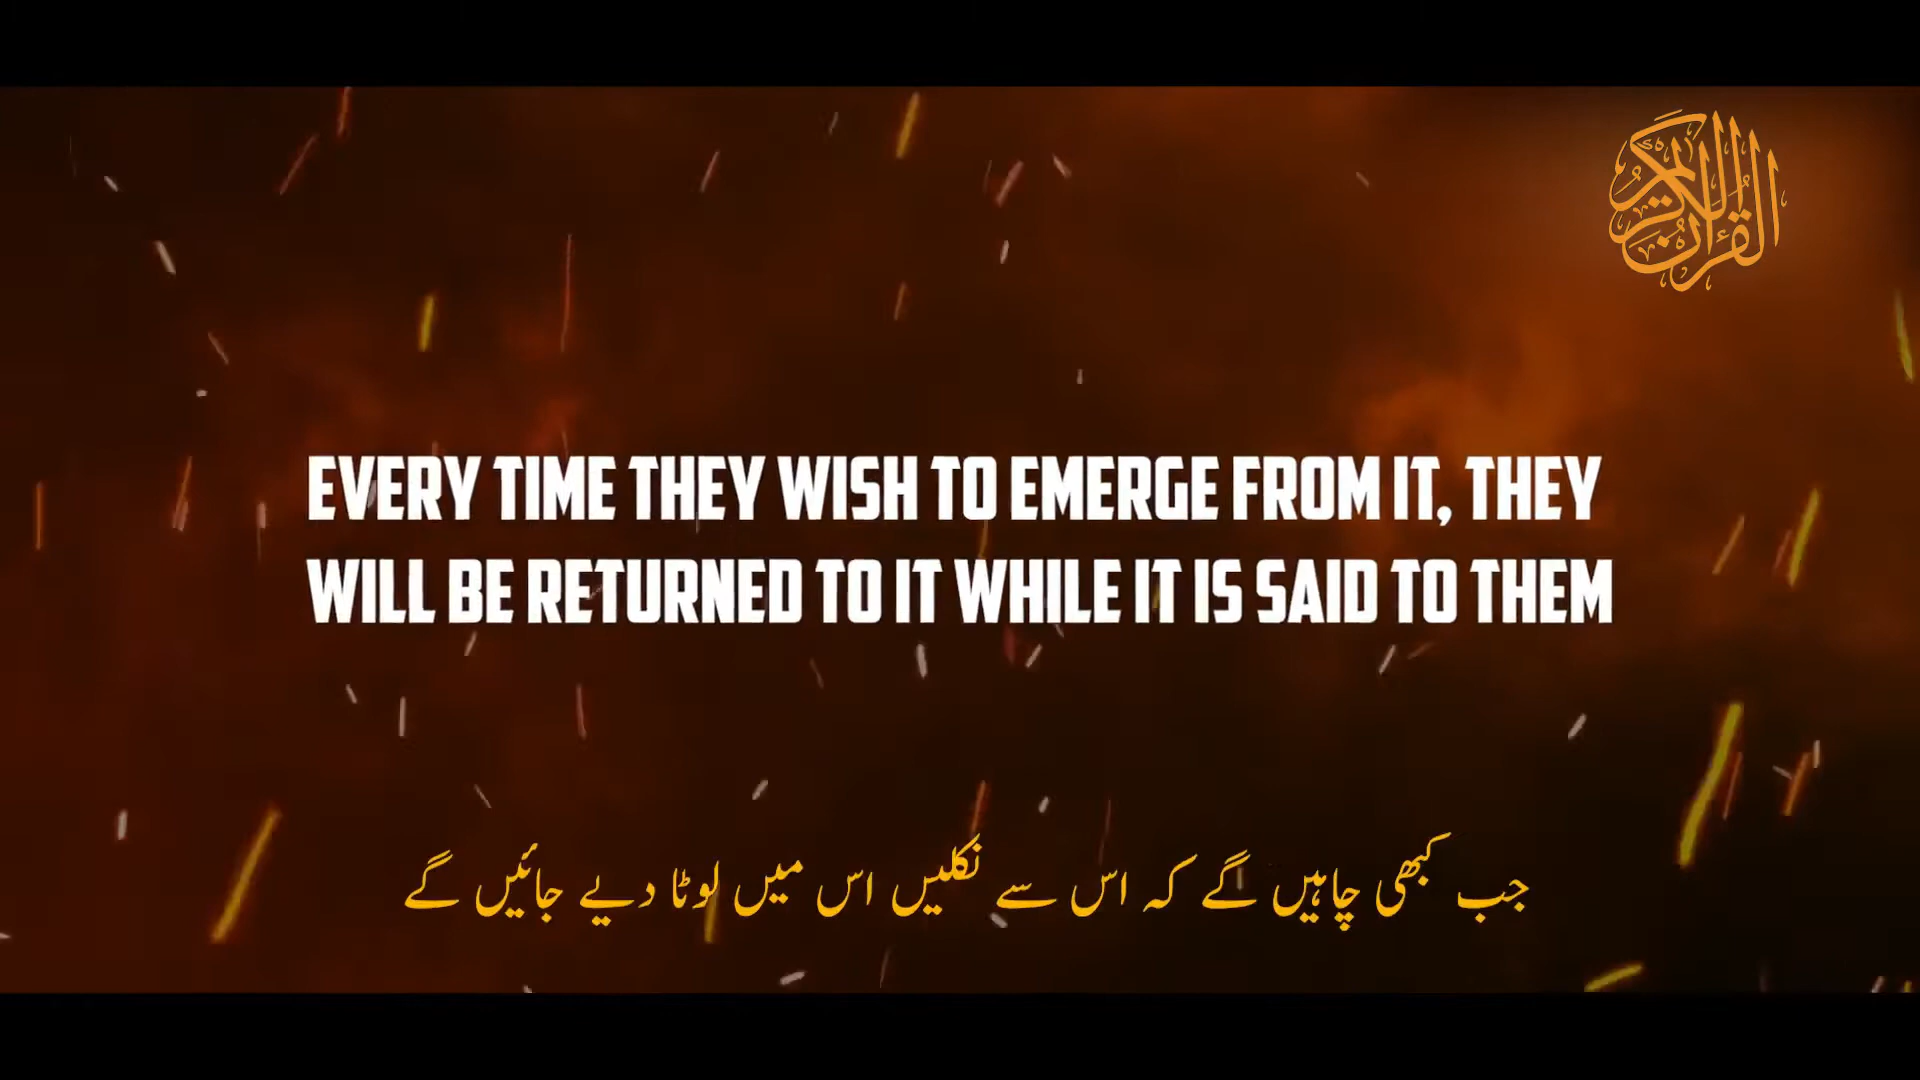 القرآن الكريم
EVERY TIME THEY WISH TO EMERGE FROM IT, THEY
WILL BE RETURNED TO IT WHILE IT IS SAID TO THEM
جب کبھی چاہیں گے کہ اس سے نکلیں اس میں لوٹا دیے جائیں گے